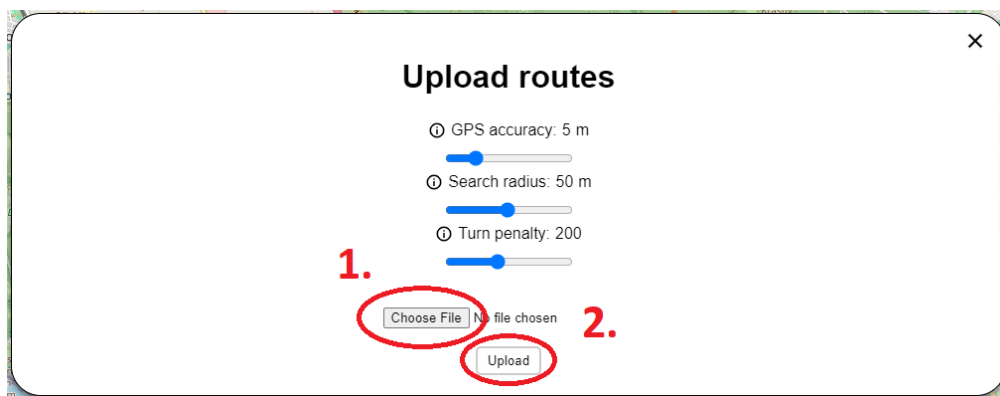 ×
Upload routes
GPS accuracy: 5 m
Search radius: 50 m
Turn penalty: 200
1.
Choose File No file chosen
2.
Upload